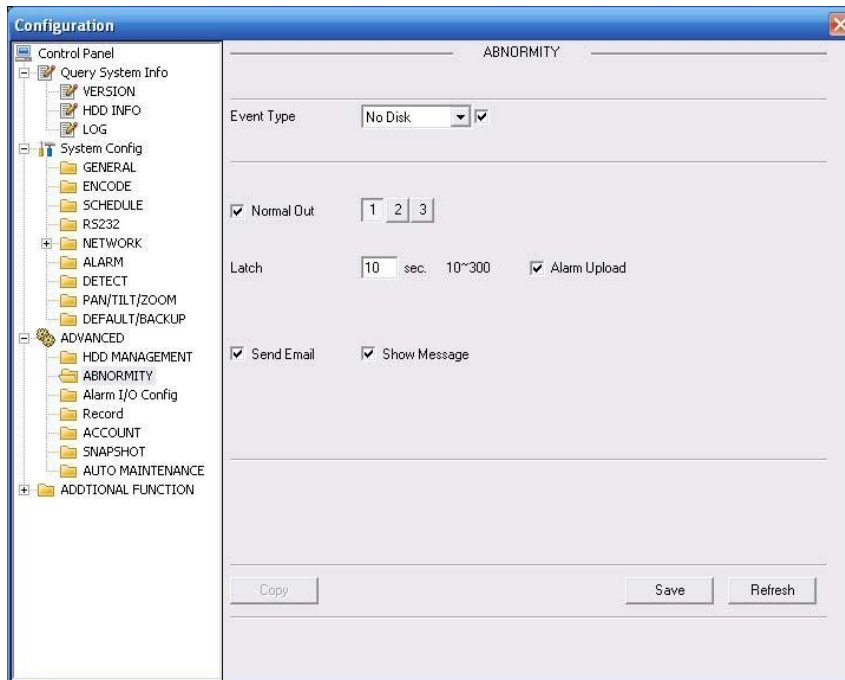 Configuration
Control Panel
Query System Info
VERSION
HDD INFO
LOG
System Config
GENERAL
ENCODE
SCHEDULE
RS232
NETWORK
ALARM
DETECT
PAN/TILT/ZOOM
DEFAULT/BACKUP
ADVANCED
HDD MANAGEMENT
ABNORMITY
Alarm I/O Config
Record
ACCOUNT
SNAPSHOT
AUTO MAINTENANCE
ADDTIONAL FUNCTION
ABNORMITY
Event Type No Disk
Normal Out 1 2 3
Latch 10 sec. 10~300 Alarm Upload
Send Email Show Message
Copy Save Refresh